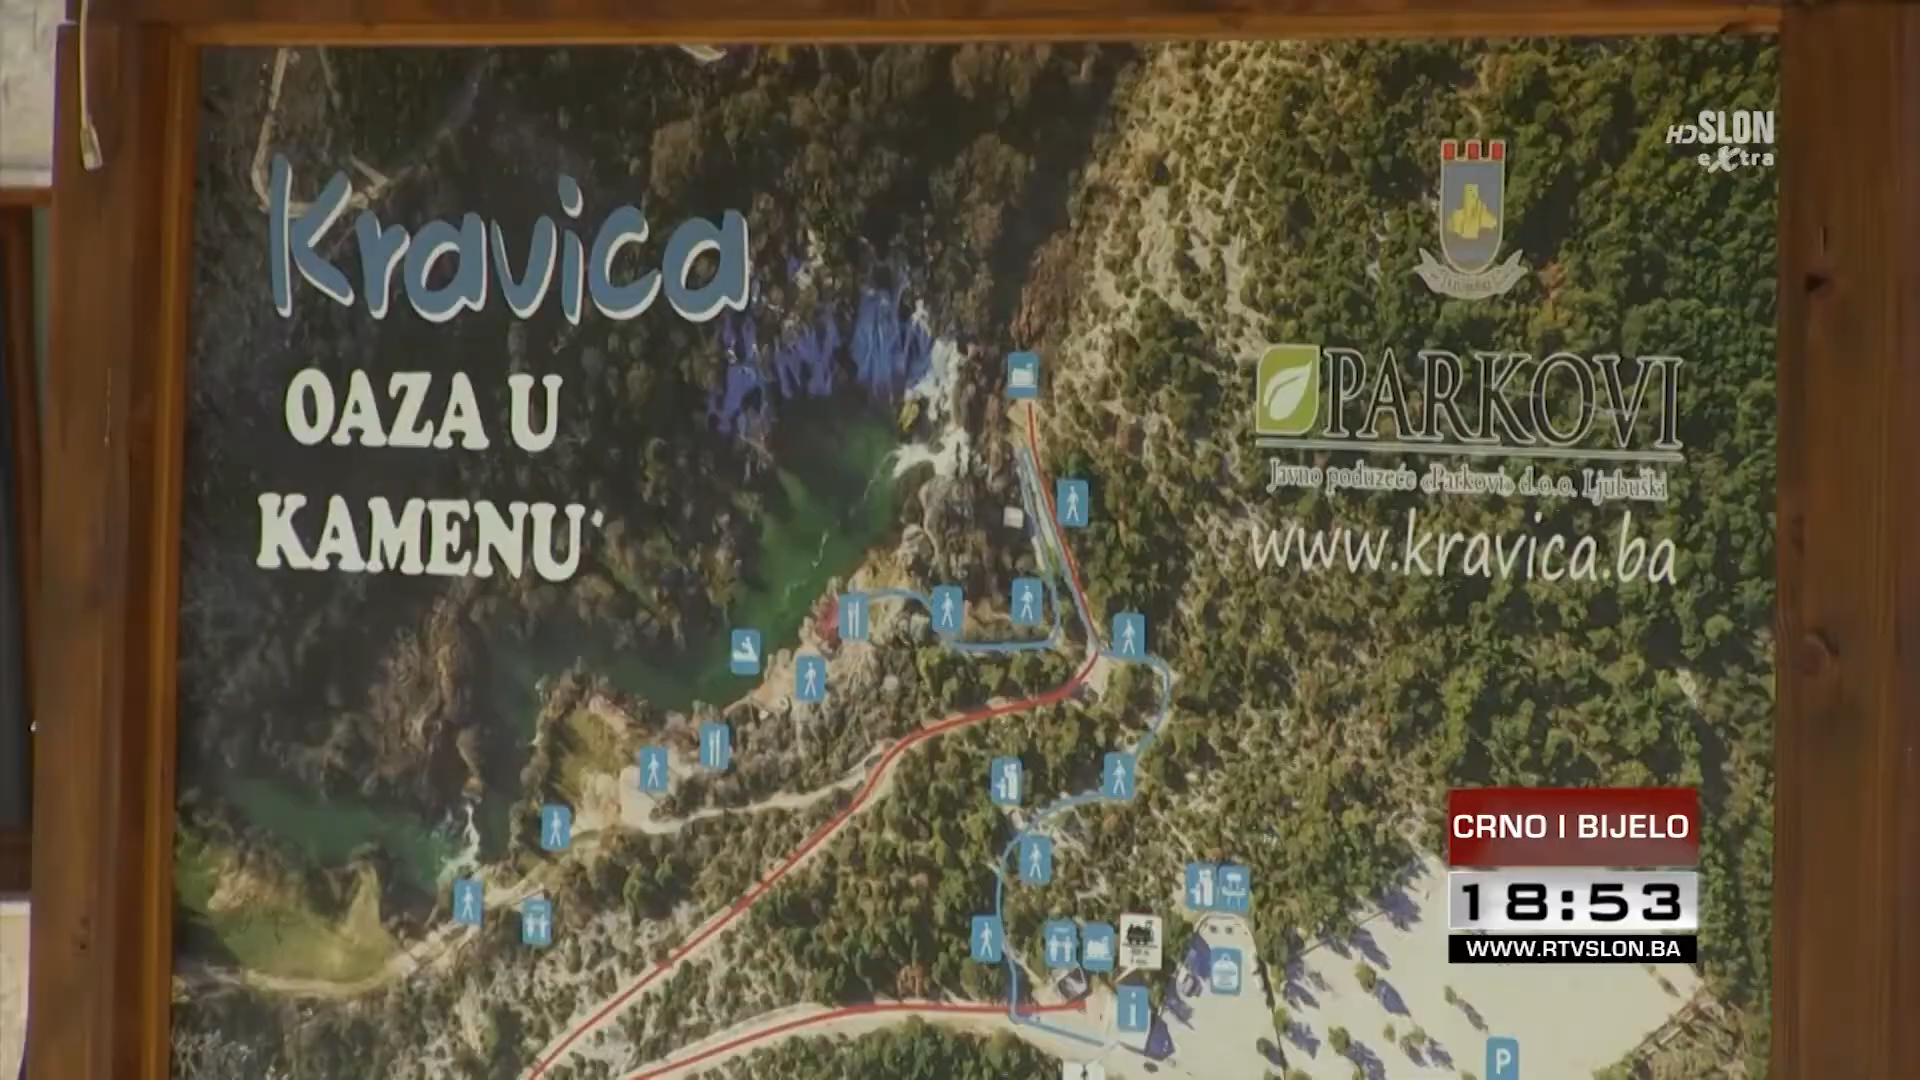 Kravica
OAZA U
KAMENU
HD SLON
extra
PARKOVI
Javno poduzeće «Parkovi» d.o.o. Ljubuški
www.kravica.ba
CRNO I BIJELO
18:53
WWW.RTVSLON.BA
i
P